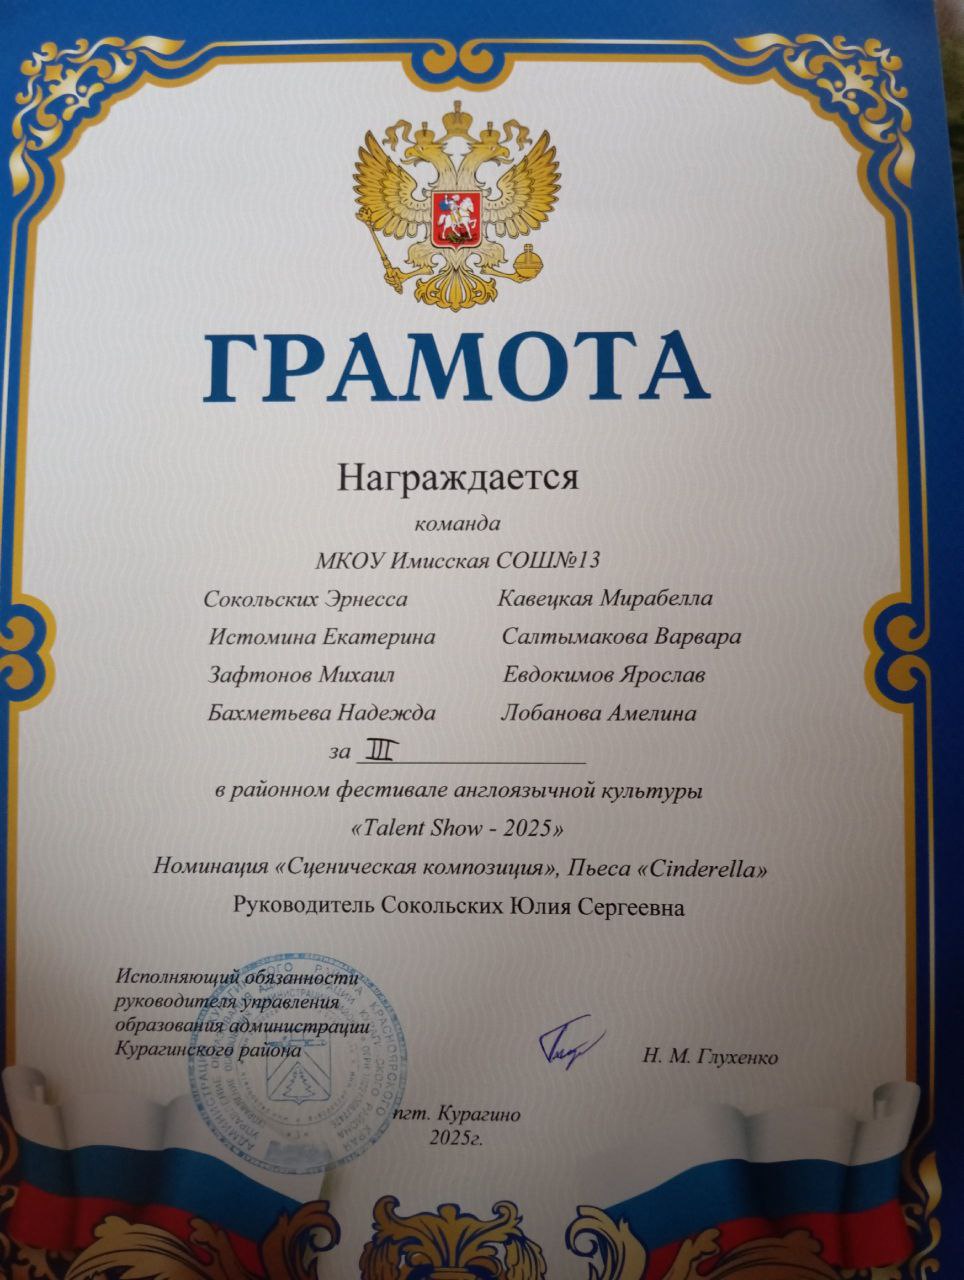 ГРАМОТА
Награждается
команда
МКОУ Имисская СОШ№13
Сокольских Эрнесса Кавецкая Мирабелла
Истомина Екатерина Салтымакова Варвара
Зафтонов Михаил Евдокимов Ярослав
Бахметьева Надежда Лобанова Амелина
за III
в районном фестивале англоязычной культуры
«Talent Show - 2025»
Номинация «Сценическая композиция», Пьеса «Cinderella»
Руководитель Сокольских Юлия Сергеевна
Исполняющий обязанности
руководителя управления
образования администрации
Курагинского района
Н. М. Глухенко
пгт. Курагино
2025г.